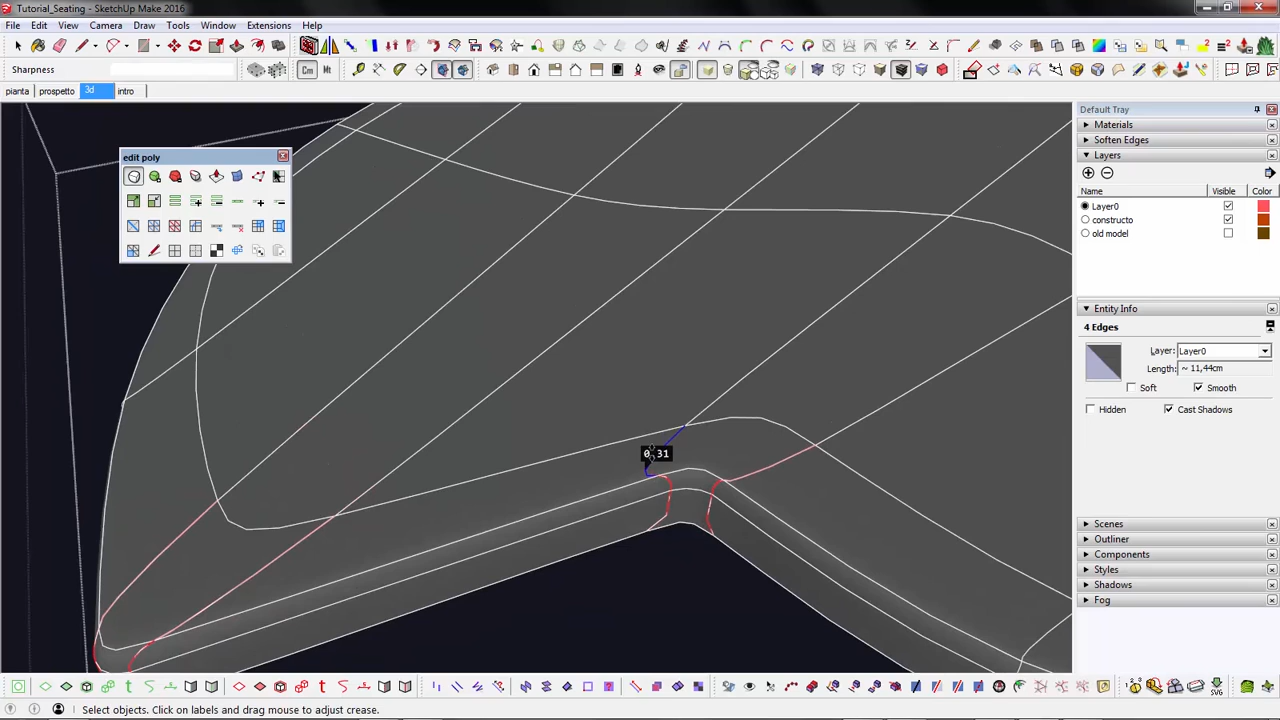 Tutorial_Seating - SketchUp Make 2016
File Edit View Camera Draw Tools Window Extensions Help
Sharpness
Cm
Mt
pianta prospetto 3d intro
edit poly
Default Tray
Materials
Soften Edges
Layers
Name Visible Color
Layer0
constructo
old model
Entity Info
4 Edges
Layer: Layer0
Length: ~ 11,44cm
Soft Smooth
Hidden Cast Shadows
Scenes
Outliner
Components
Styles
Shadows
Fog
SVG
Select objects. Click on labels and drag mouse to adjust crease.